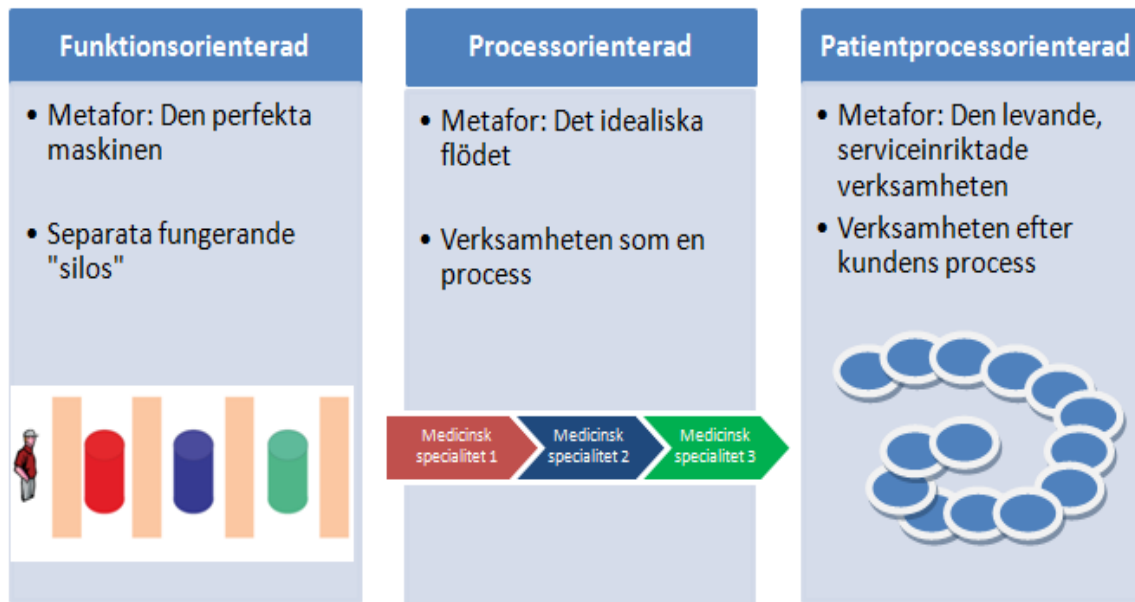 Funktionsorienterad
• Metafor: Den perfekta
maskinen
• Separata fungerande
"silos"
Processorienterad
• Metafor: Det idealiska
flödet
• Verksamheten som en
process
Medicinsk
specialitet 1
Medicinsk
specialitet 2
Medicinsk
specialitet 3
Patientprocessorienterad
• Metafor: Den levande,
serviceinriktade
verksamheten
• Verksamheten efter
kundens process